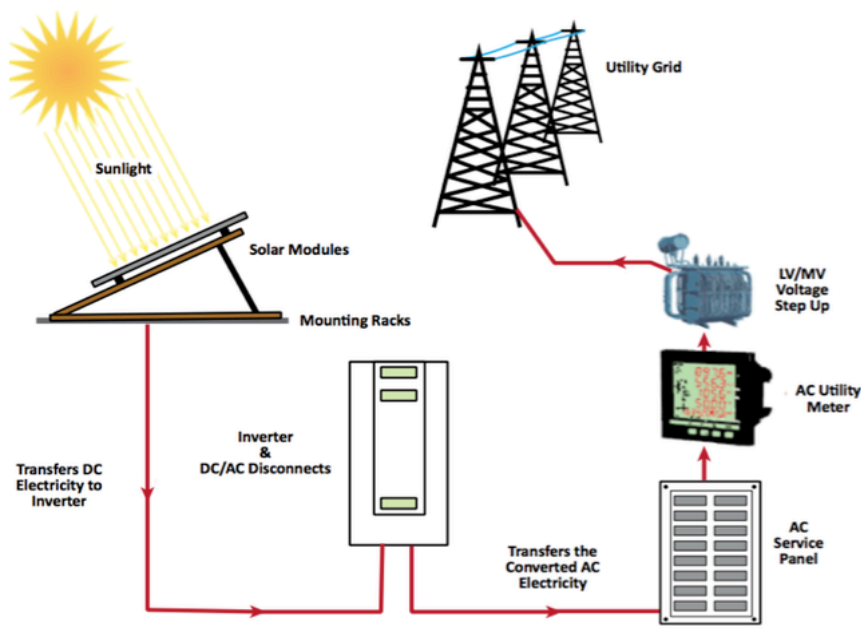 Sunlight
Solar Modules
Mounting Racks
Transfers DC
Electricity to
Inverter
Inverter
&
DC/AC Disconnects
Transfers the
Converted AC
Electricity
AC
Service
Panel
AC Utility
Meter
LV/MV
Voltage
Step Up
Utility Grid